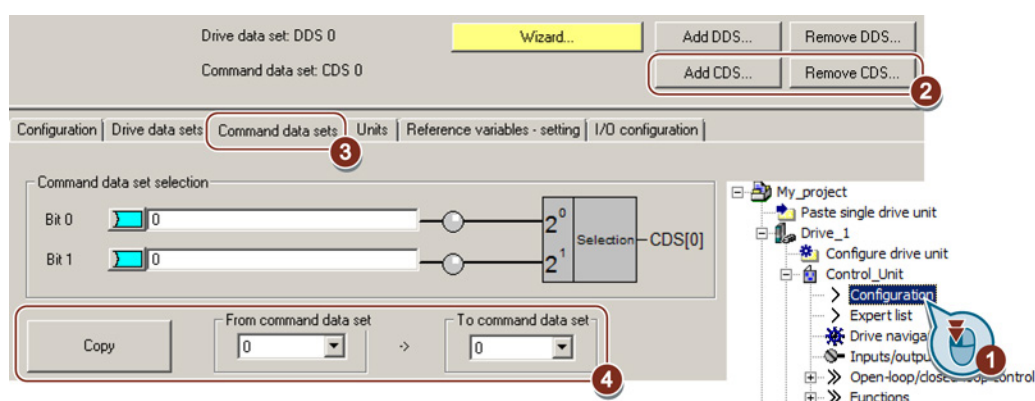 Drive data set: DDS 0 Wizard... Add DDS... Remove DDS...
Command data set: CDS 0 Add CDS... Remove CDS...
2
Configuration Drive data sets Command data sets Units Reference variables - setting I/O configuration
3
Command data set selection
Bit 0 0 2⁰
Selection CDS[0]
Bit 1 0 2¹
From command data set To command data set
Copy 0 -> 0
4
My_project
Paste single drive unit
Drive_1
Configure drive unit
Control_Unit
Configuration
Expert list
Drive naviga
Inputs/outpu
1
Open-loop/closed-loop control
Functions